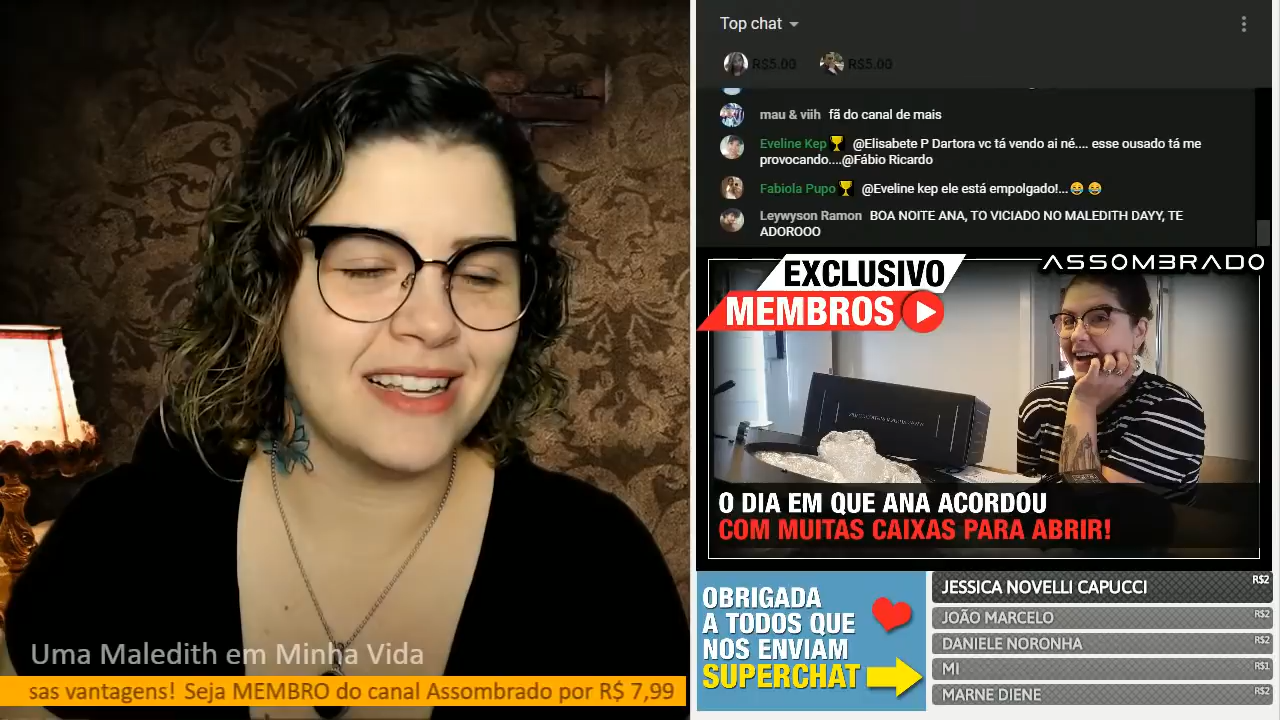 Uma Maledith em Minha Vida
sas vantagens! Seja MEMBRO do canal Assombrado por R$ 7,99
Top chat
R$5.00 R$5.00
mau & viih fã do canal de mais
Eveline Kep @Elisabete P Dartora vc tá vendo ai né.... esse ousado tá me
provocando....@Fábio Ricardo
Fabiola Pupo @Eveline kep ele está empolgado!...
Leywyson Ramon BOA NOITE ANA, TO VICIADO NO MALEDITH DAYY, TE
ADOROOO
EXCLUSIVO
MEMBROS
ASSOMBRADO
O DIA EM QUE ANA ACORDOU
COM MUITAS CAIXAS PARA ABRIR!
OBRIGADA
A TODOS QUE
NOS ENVIAM
SUPERCHAT
JESSICA NOVELLI CAPUCCI R$2
JOÃO MARCELO R$2
DANIELE NORONHA R$2
MI R$1
MARNE DIENE R$2